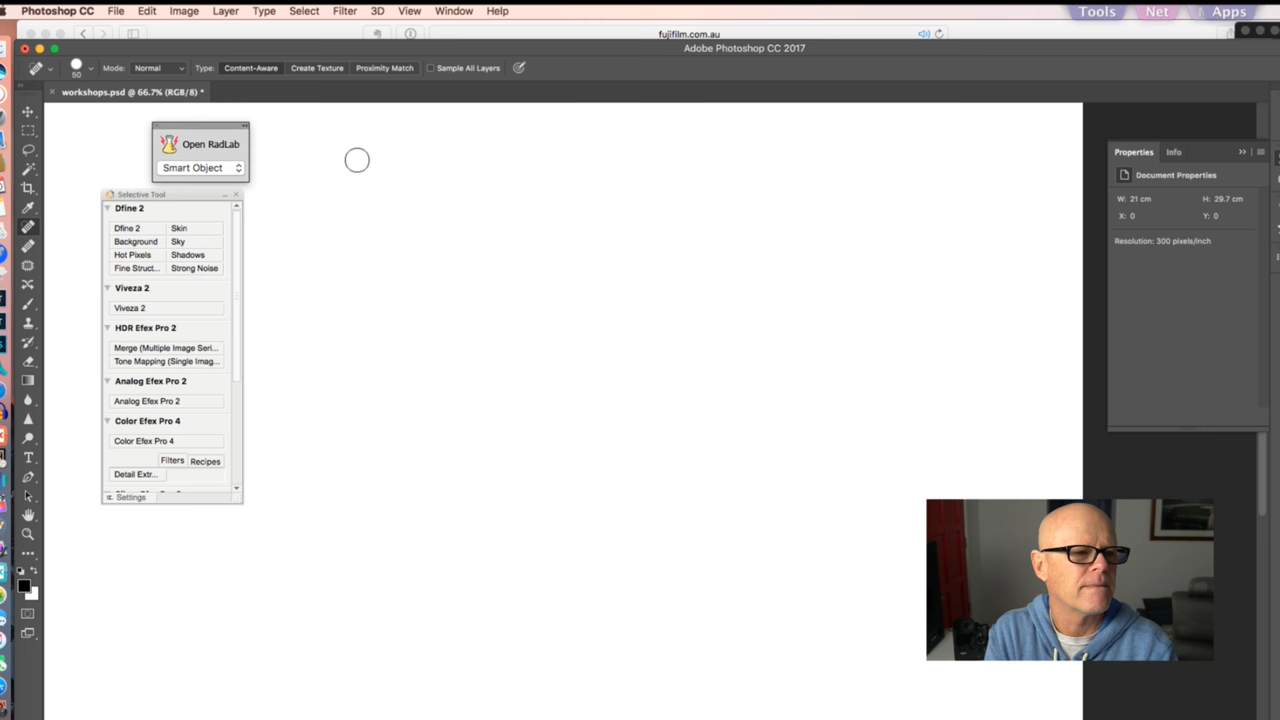 Photoshop CC File Edit Image Layer Type Select Filter 3D View Window Help Tools Net Apps
fujifilm.com.au
Adobe Photoshop CC 2017
50 Mode: Normal Type: Content-Aware Create Texture Proximity Match Sample All Layers
workshops.psd @ 66.7% (RGB/8) *
Open RadLab
Smart Object
Properties Info
Document Properties
W: 21 cm H: 29.7 cm
X: 0 Y: 0
Resolution: 300 pixels/inch
Selective Tool
Dfine 2
Dfine 2 Skin
Background Sky
Hot Pixels Shadows
Fine Struct... Strong Noise
Viveza 2
Viveza 2
HDR Efex Pro 2
Merge (Multiple Image Seri...
Tone Mapping (Single Imag...
Analog Efex Pro 2
Analog Efex Pro 2
Color Efex Pro 4
Color Efex Pro 4
Filters Recipes
Detail Extr...
Settings